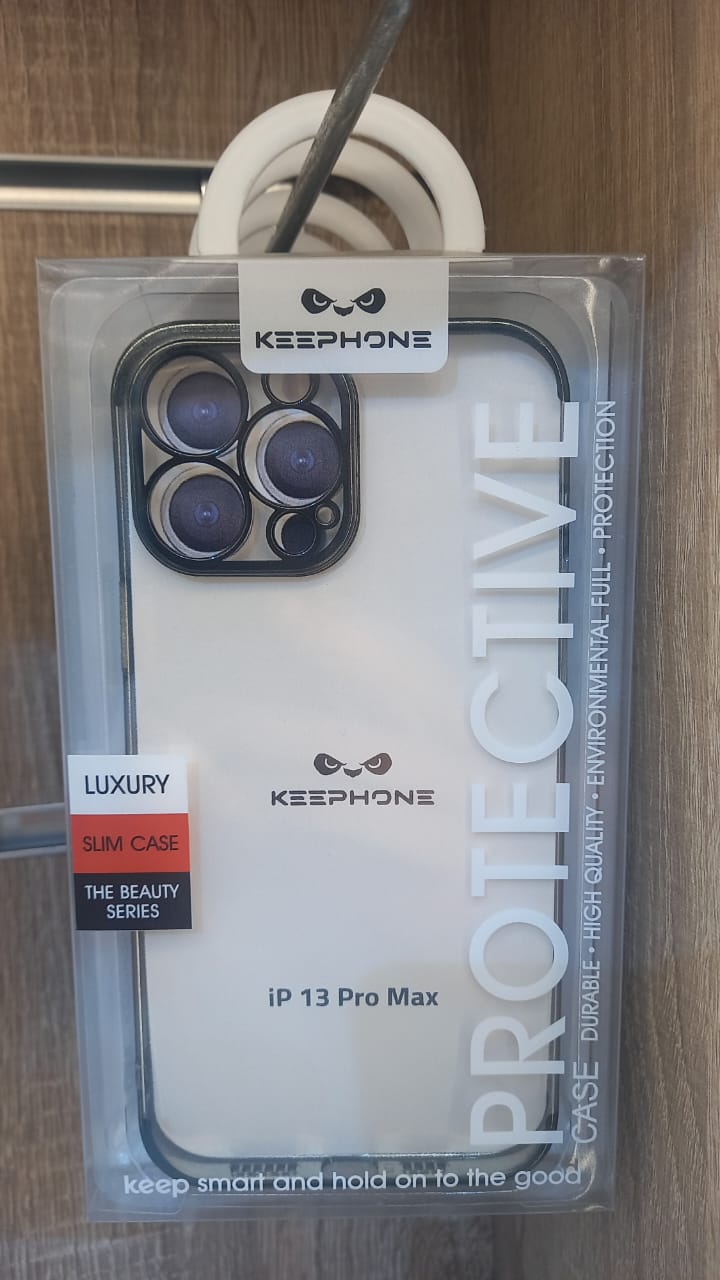 KEEPHONE
KEEPHONE
LUXURY
SLIM CASE
THE BEAUTY
SERIES
iP 13 Pro Max
PROTECTIVE
CASE DURABLE • HIGH QUALITY • ENVIRONMENTAL FULL • PROTECTION
keep smart and hold on to the good